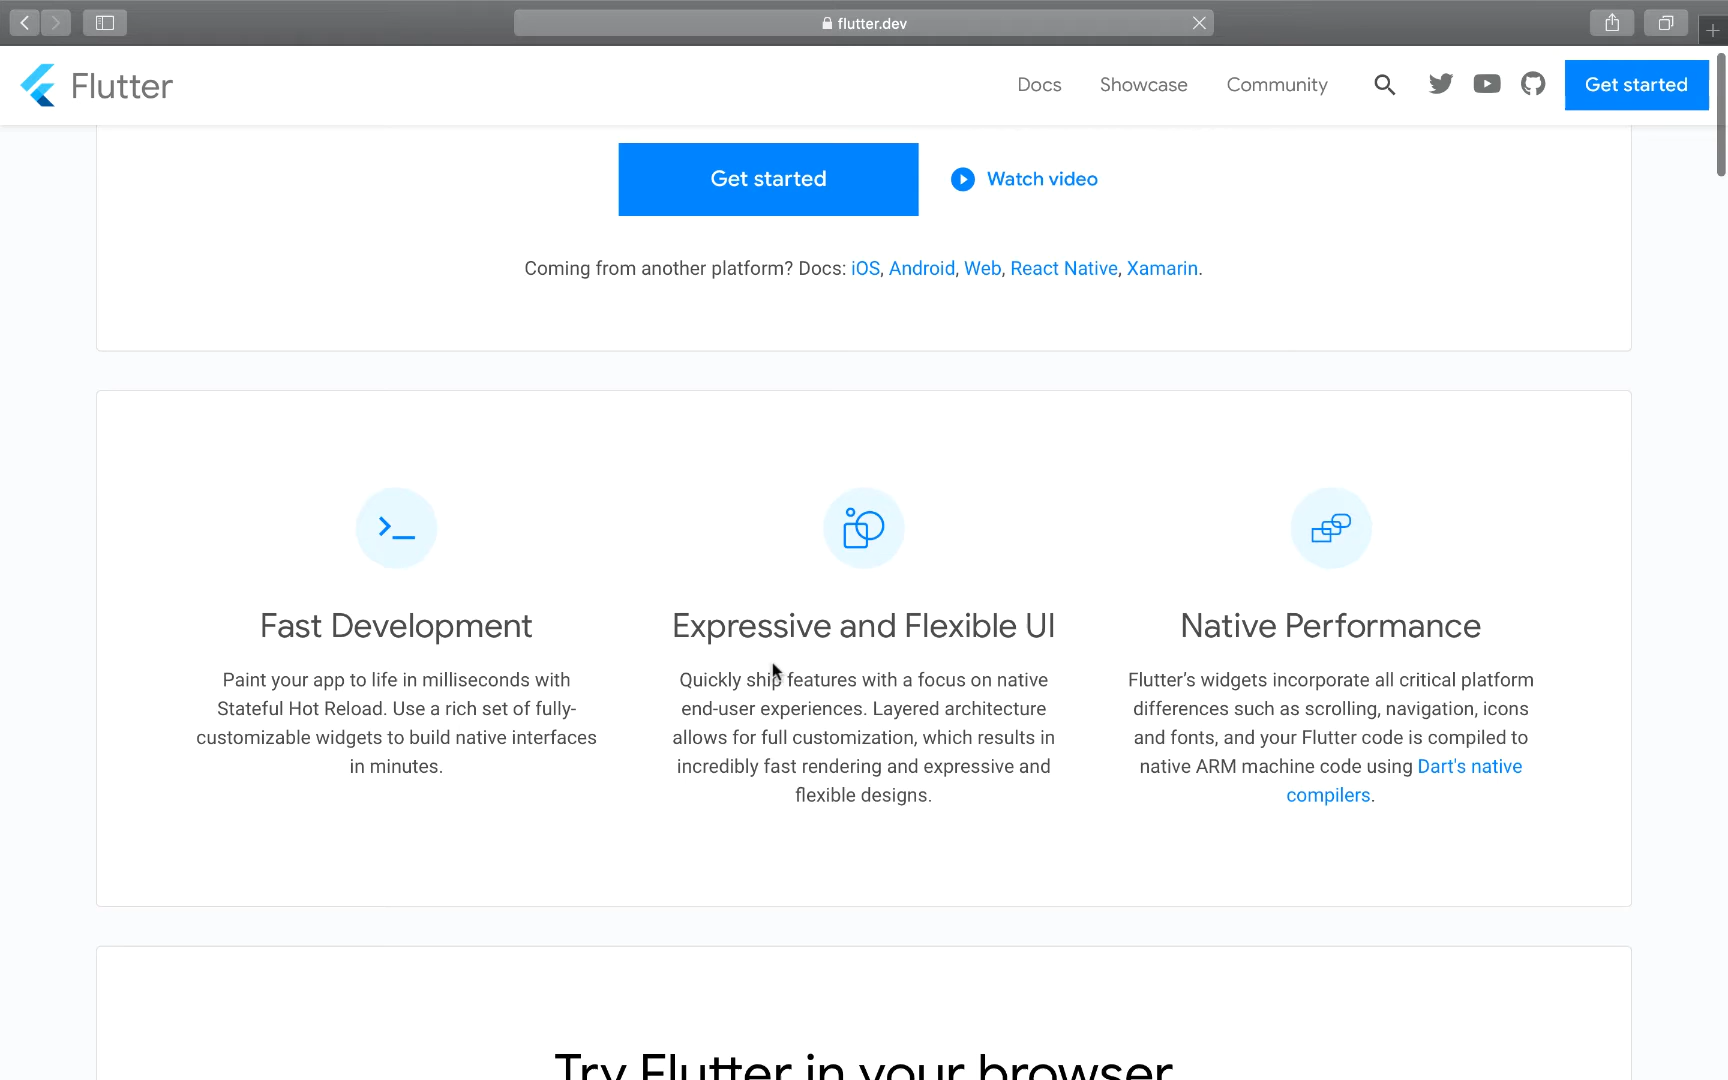 flutter.dev
Flutter
Docs Showcase Community Get started
Get started Watch video
Coming from another platform? Docs: iOS, Android, Web, React Native, Xamarin.
Fast Development
Paint your app to life in milliseconds with
Stateful Hot Reload. Use a rich set of fully-
customizable widgets to build native interfaces
in minutes.
Expressive and Flexible UI
Quickly ship features with a focus on native
end-user experiences. Layered architecture
allows for full customization, which results in
incredibly fast rendering and expressive and
flexible designs.
Native Performance
Flutter’s widgets incorporate all critical platform
differences such as scrolling, navigation, icons
and fonts, and your Flutter code is compiled to
native ARM machine code using Dart's native
compilers.
Try Flutter in your browser